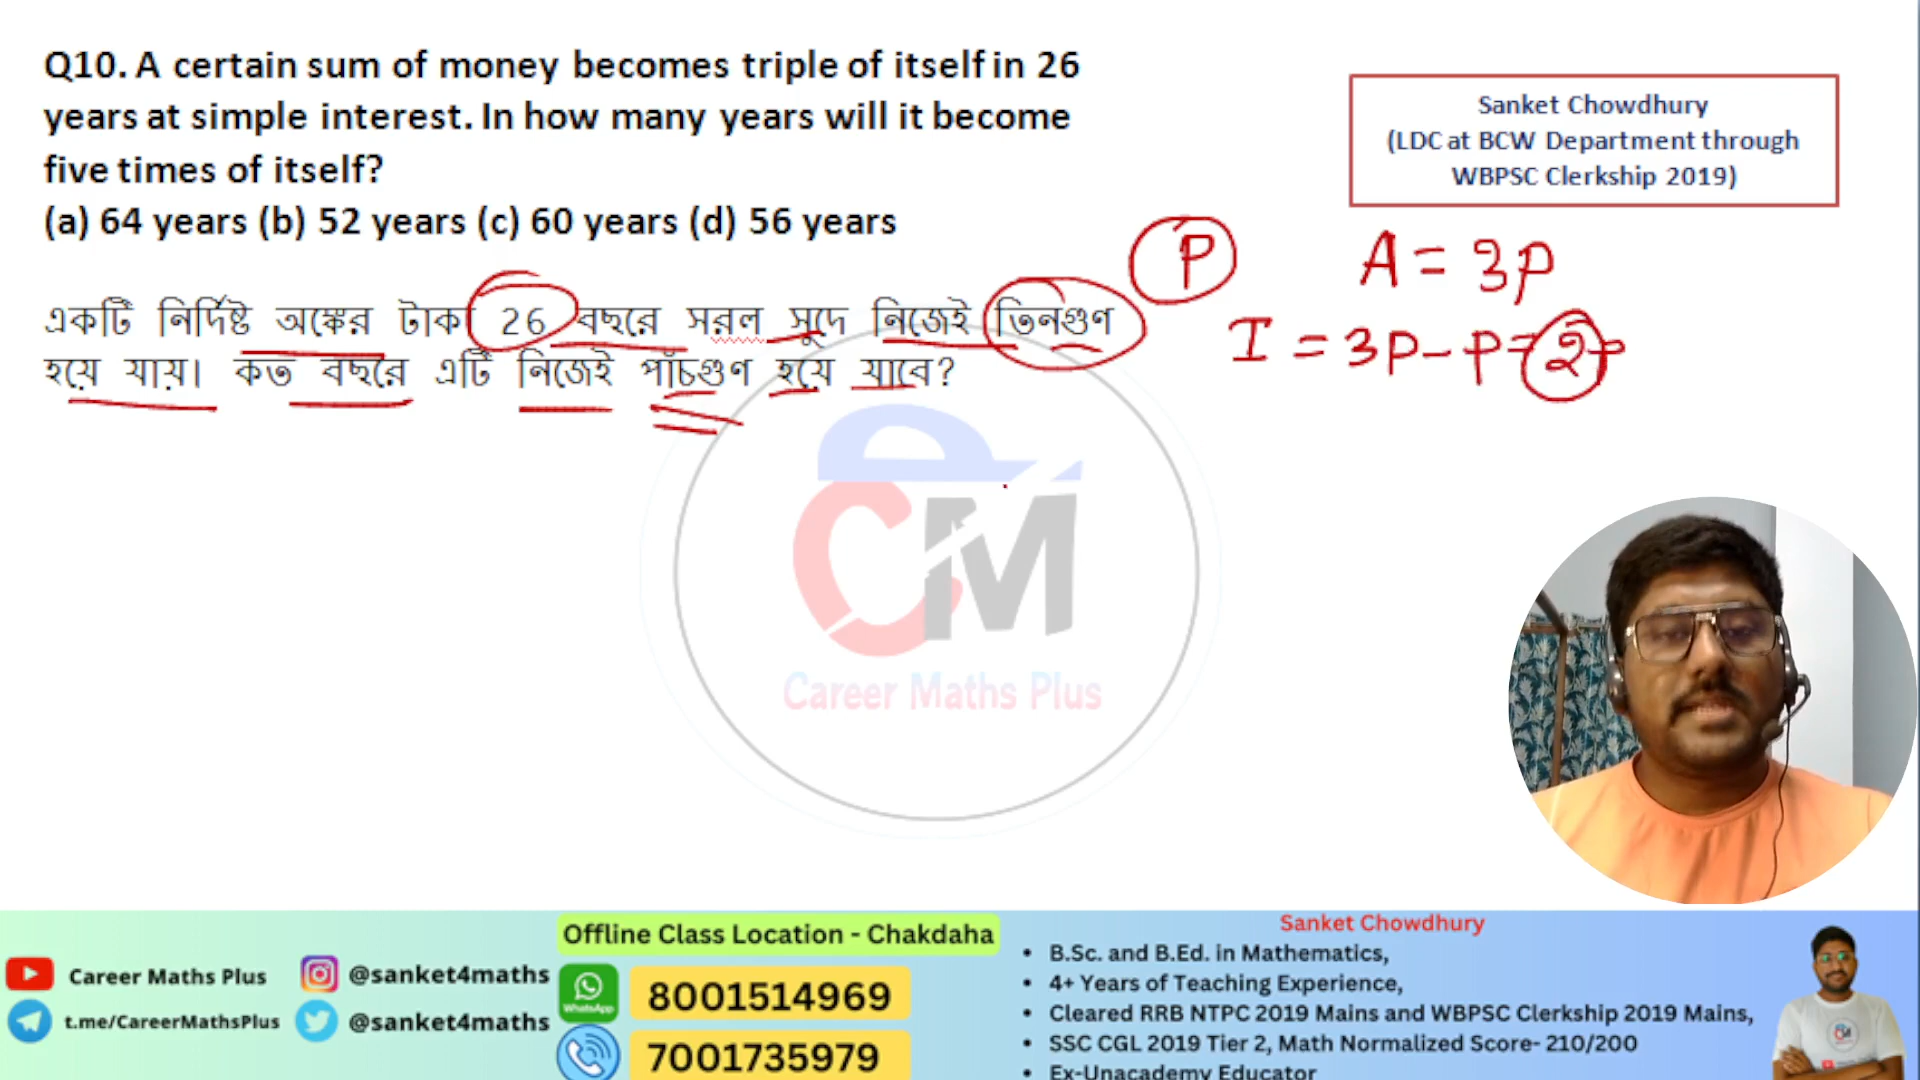 Q10. A certain sum of money becomes triple of itself in 26
years at simple interest. In how many years will it become
five times of itself?
(a) 64 years (b) 52 years (c) 60 years (d) 56 years
একটি নির্দিষ্ট অঙ্কের টাকা 26 বছরে সরল সুদে নিজেই তিনগুণ
হয়ে যায়। কত বছরে এটি নিজেই পাঁচগুণ হয়ে যাবে?
Sanket Chowdhury
(LDC at BCW Department through
WBPSC Clerkship 2019)
P
A = 3P
I = 3P - P = 2P
CM
Career Maths Plus
Offline Class Location - Chakdaha
Career Maths Plus
@sanket4maths
t.me/CareerMathsPlus
@sanket4maths
WhatsApp
8001514969
7001735979
Sanket Chowdhury
• B.Sc. and B.Ed. in Mathematics,
• 4+ Years of Teaching Experience,
• Cleared RRB NTPC 2019 Mains and WBPSC Clerkship 2019 Mains,
• SSC CGL 2019 Tier 2, Math Normalized Score- 210/200
• Ex-Unacademy Educator